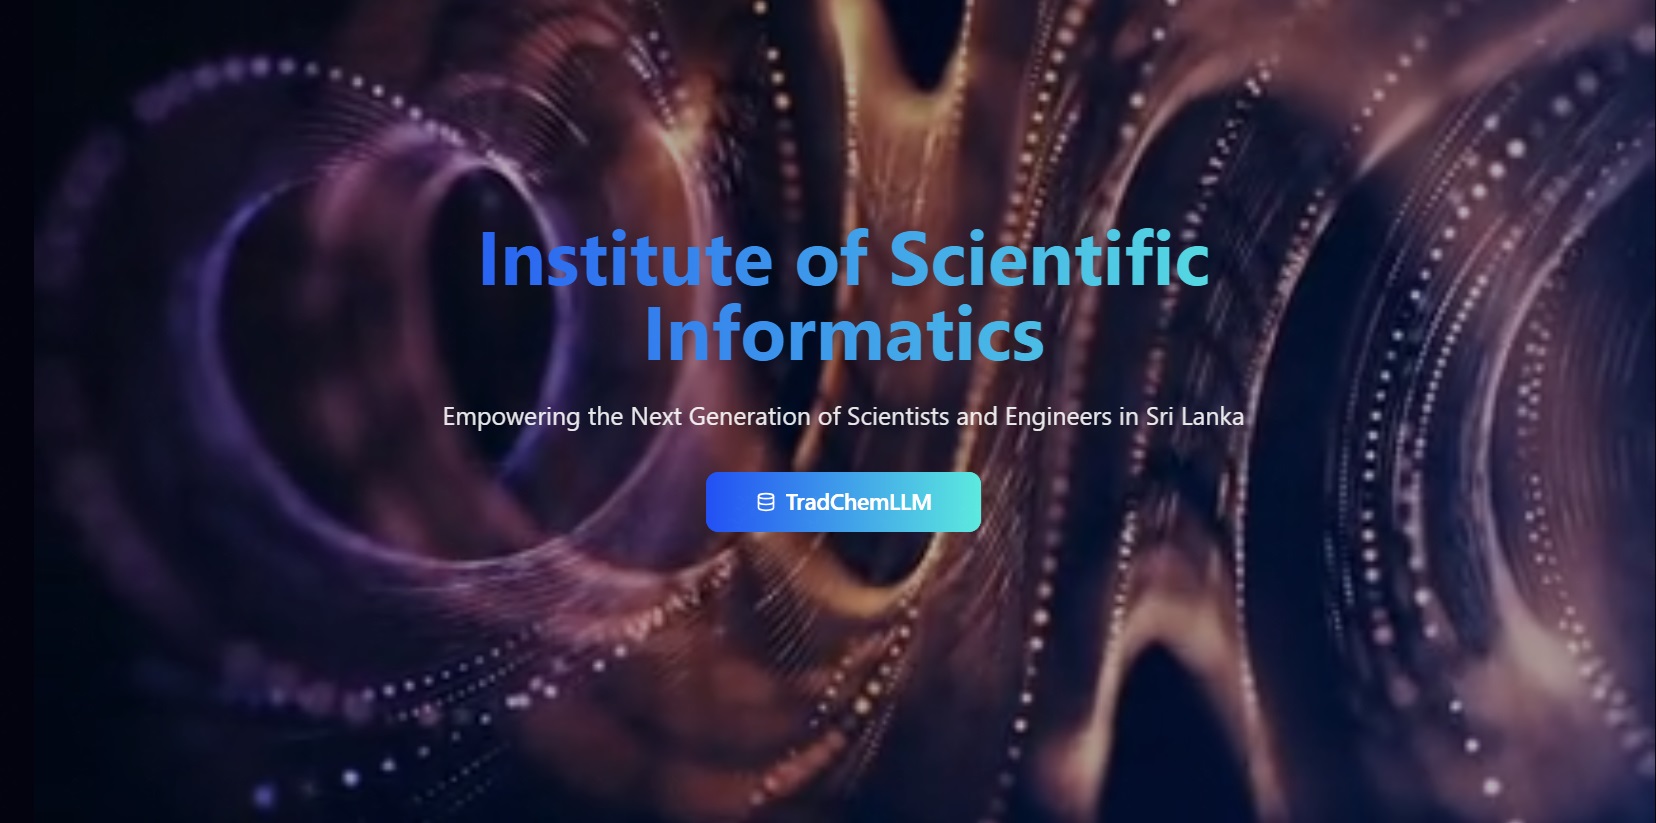 Institute of Scientific
Informatics
Empowering the Next Generation of Scientists and Engineers in Sri Lanka
TradChemLLM